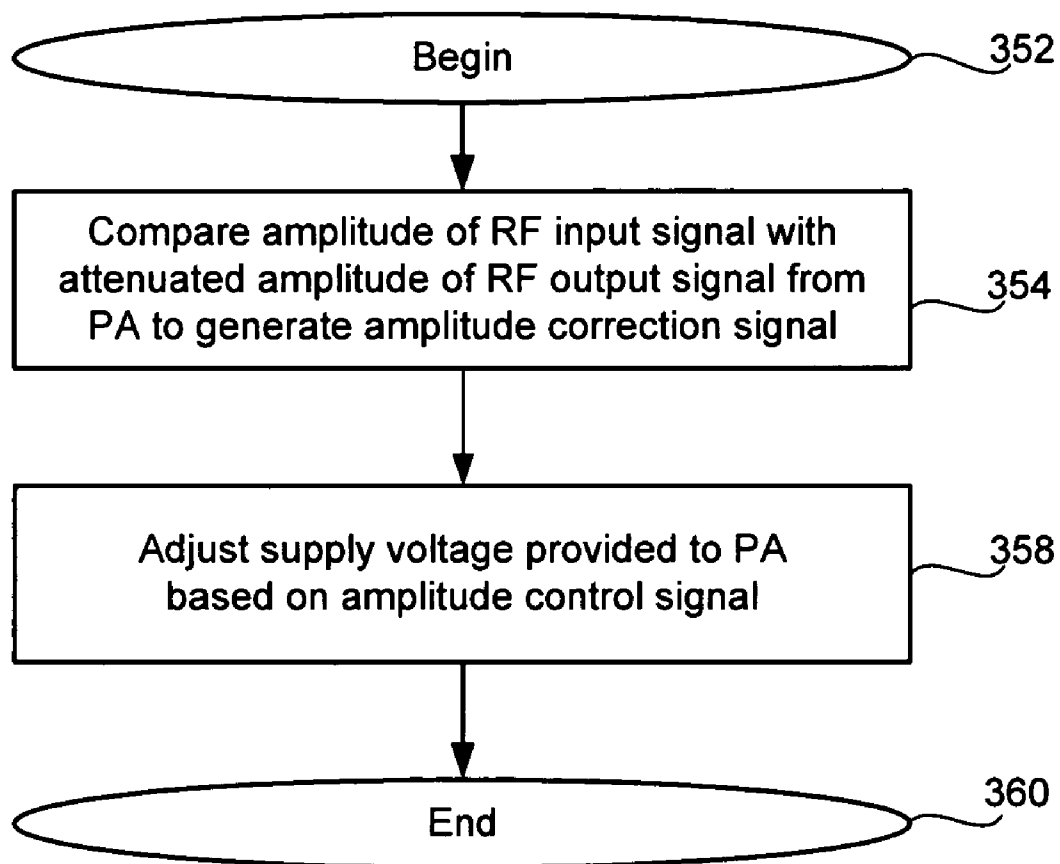 Begin
352
Compare amplitude of RF input signal with
attenuated amplitude of RF output signal from
PA to generate amplitude correction signal
354
Adjust supply voltage provided to PA
based on amplitude control signal
358
End
360